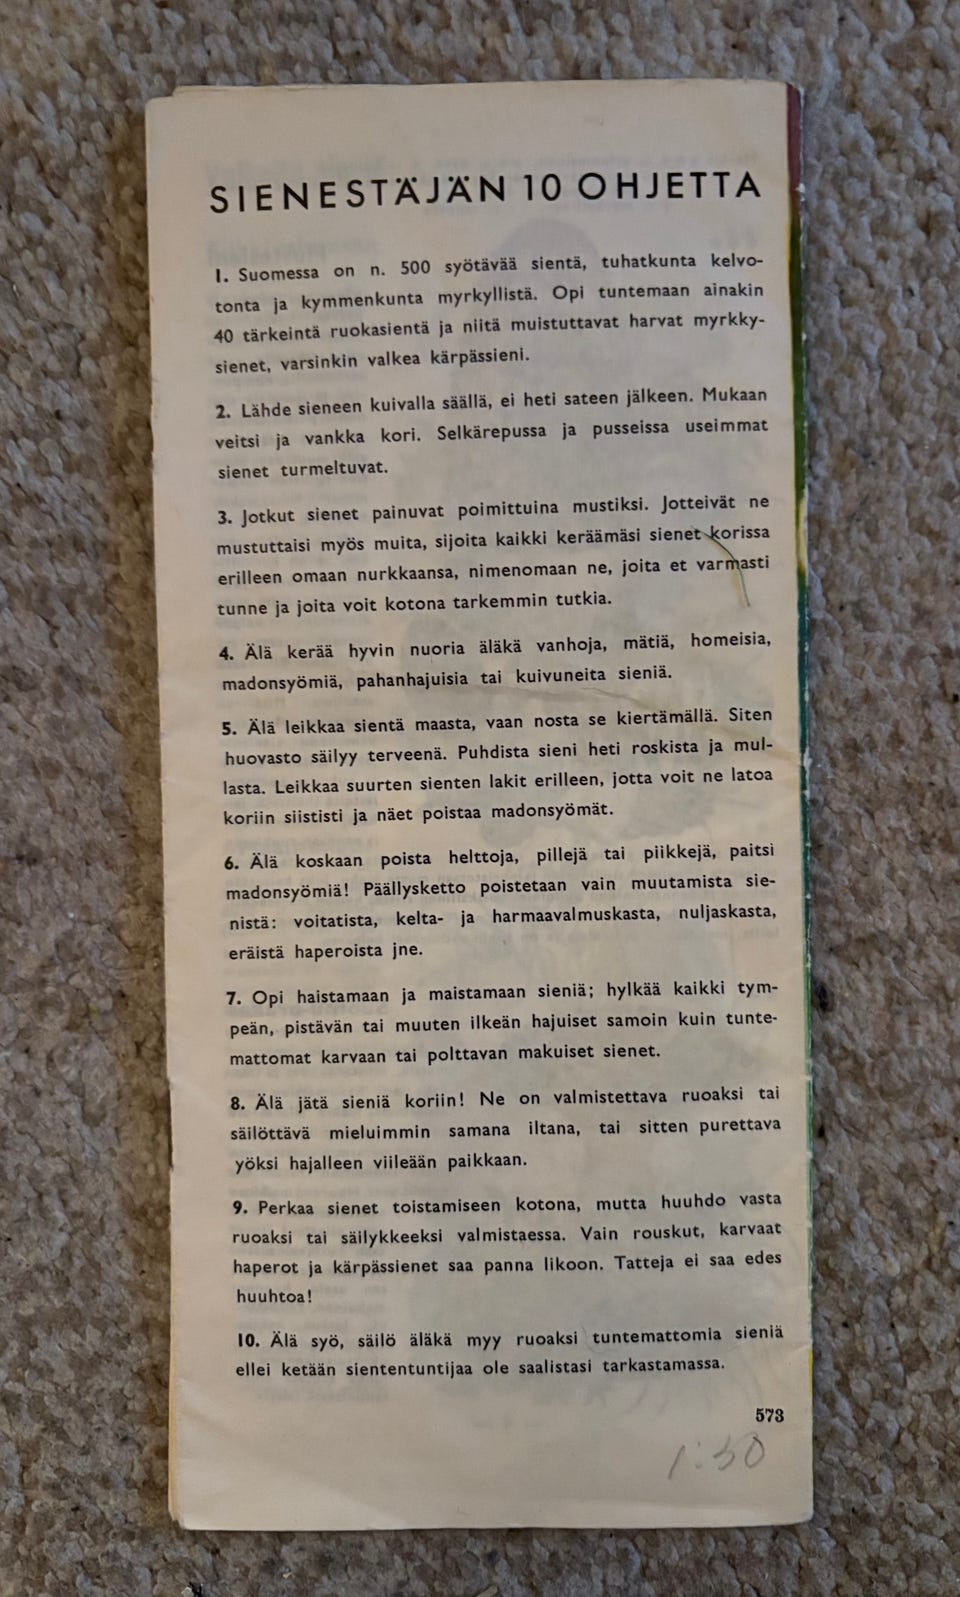 SIENESTÄJÄN 10 OHJETTA
1. Suomessa on n. 500 syötävää sientä, tuhatkunta kelvo-
tonta ja kymmenkunta myrkyllistä. Opi tuntemaan ainakin
40 tärkeintä ruokasientä ja niitä muistuttavat harvat myrkky-
sienet, varsinkin valkea kärpässieni.
2. Lähde sieneen kuivalla säällä, ei heti sateen jälkeen. Mukaan
veitsi ja vankka kori. Selkärepussa ja pusseissa useimmat
sienet turmeltuvat.
3. Jotkut sienet painuvat poimittuina mustiksi. Jotteivät ne
mustuttaisi myös muita, sijoita kaikki keräämäsi sienet korissa
erilleen omaan nurkkaansa, nimenomaan ne, joita et varmasti
tunne ja joita voit kotona tarkemmin tutkia.
4. Älä kerää hyvin nuoria äläkä vanhoja, mätiä, homeisia,
madonsyömiä, pahanhajuisia tai kuivuneita sieniä.
5. Älä leikkaa sientä maasta, vaan nosta se kiertämällä. Siten
huovasto säilyy terveenä. Puhdista sieni heti roskista ja mul-
lasta. Leikkaa suurten sienten lakit erilleen, jotta voit ne latoa
koriin siististi ja näet poistaa madonsyömät.
6. Älä koskaan poista helttoja, pillejä tai piikkejä, paitsi
madonsyömiä! Päällysketto poistetaan vain muutamista sie-
nistä: voitatista, kelta- ja harmaavalmuskasta, nuljaskasta,
eräistä haperoista jne.
7. Opi haistamaan ja maistamaan sieniä; hylkää kaikki tym-
peän, pistävän tai muuten ilkeän hajuiset samoin kuin tunte-
mattomat karvaan tai polttavan makuiset sienet.
8. Älä jätä sieniä koriin! Ne on valmistettava ruoaksi tai
säilöttävä mieluimmin samana iltana, tai sitten purettava
yöksi hajalleen viileään paikkaan.
9. Perkaa sienet toistamiseen kotona, mutta huuhdo vasta
ruoaksi tai säilykkeeksi valmistaessa. Vain rouskut, karvaat
haperot ja kärpässienet saa panna likoon. Tatteja ei saa edes
huuhtoa!
10. Älä syö, säilö äläkä myy ruoaksi tuntemattomia sieniä
ellei ketään siententuntijaa ole saalistasi tarkastamassa.
573
1:50